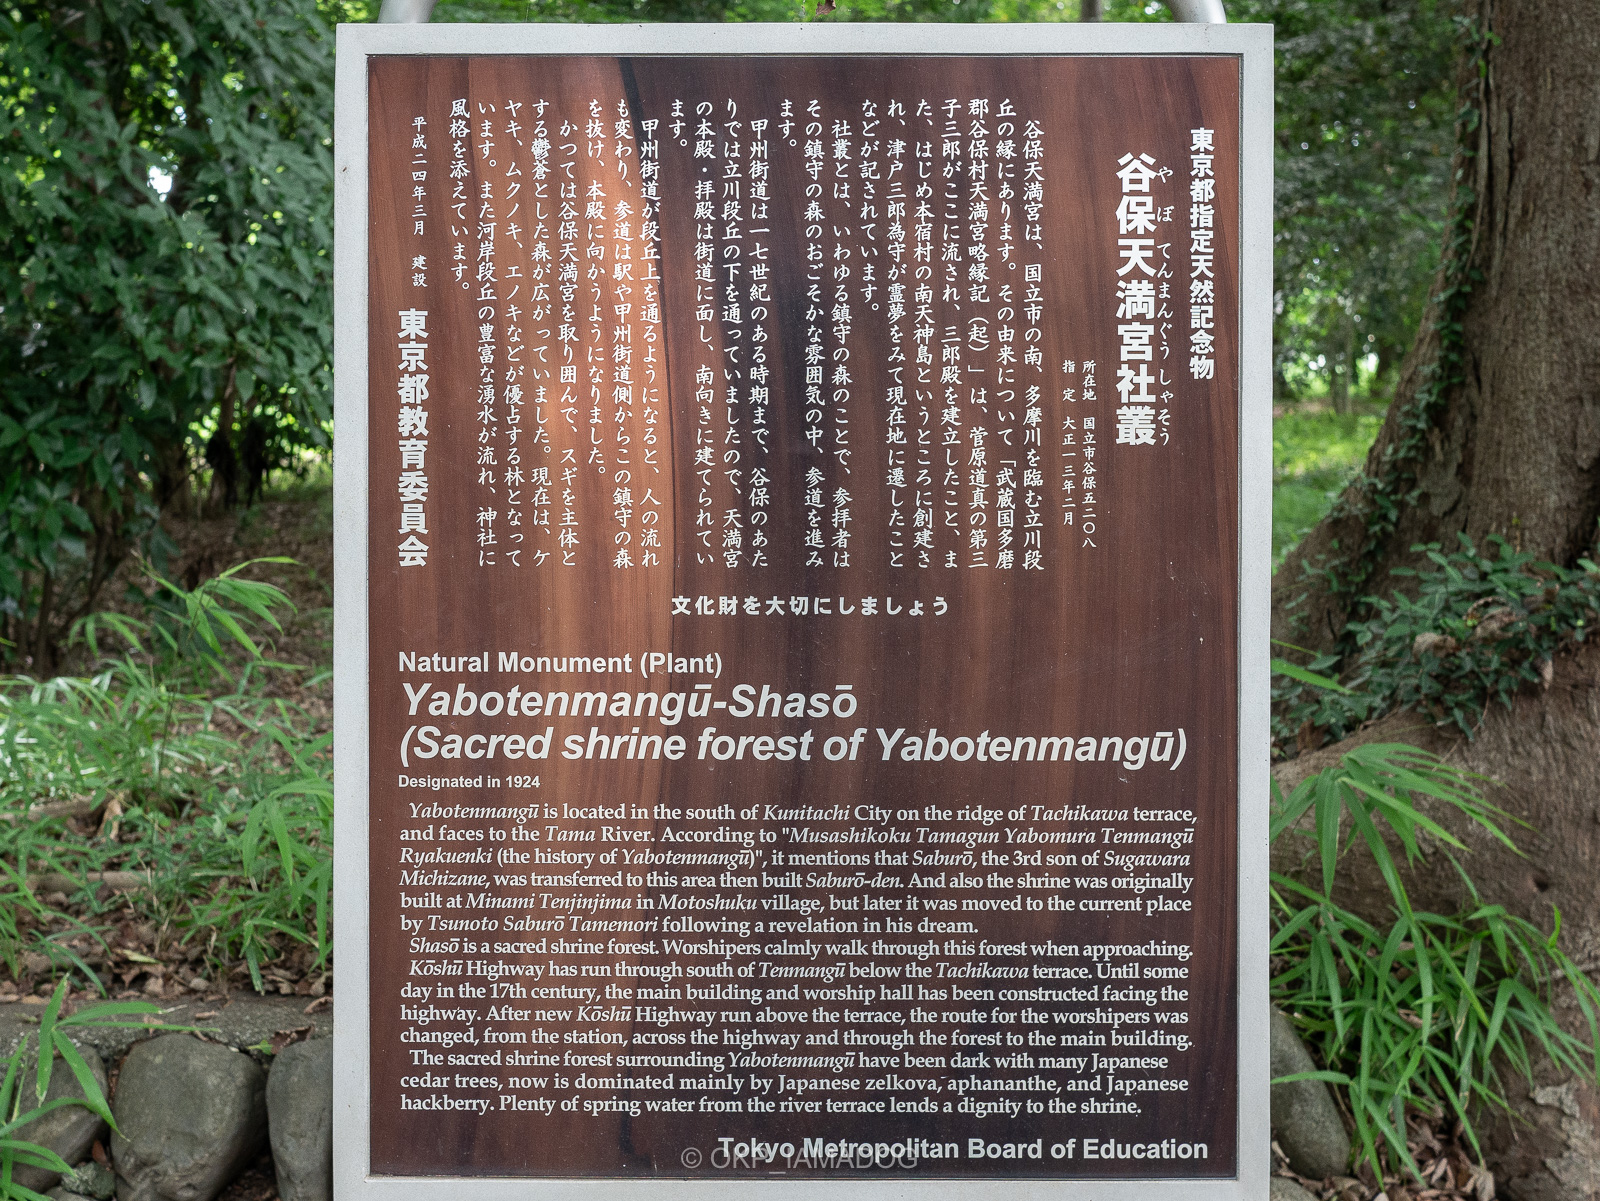 東京都指定天然記念物
谷保天満宮社叢
や ぼ てんまんぐう しゃそう
所在地 国立市谷保五二〇八
指 定 大正一三年二月
谷保天満宮は、国立市の南、多摩川を臨む立川段
丘の縁にあります。その由来について「武蔵国多磨
郡谷保村天満宮略縁記（起）」は、菅原道真の第三
子三郎がここに流され、三郎殿を建立したこと、ま
た、はじめ本宿村の南天神島というところに創建さ
れ、津戸三郎為守が霊夢をみて現在地に遷したこと
などが記されています。
社叢とは、いわゆる鎮守の森のことで、参拝者は
その鎮守の森のおごそかな雰囲気の中、参道を進み
ます。
甲州街道は一七世紀のある時期まで、谷保のあた
りでは立川段丘の下を通っていましたので、天満宮
の本殿・拝殿は街道に面し、南向きに建てられてい
ます。
甲州街道が段丘上を通るようになると、人の流れ
も変わり、参道は駅や甲州街道側からこの鎮守の森
を抜け、本殿に向かうようになりました。
かつては谷保天満宮を取り囲んで、スギを主体と
する鬱蒼とした森が広がっていました。現在は、ケ
ヤキ、ムクノキ、エノキなどが優占する林となって
います。また河岸段丘の豊富な湧水が流れ、神社に
風格を添えています。
平成二四年三月 建設
東京都教育委員会
文化財を大切にしましょう
Natural Monument (Plant)
Yabotenmangū-Shasō
(Sacred shrine forest of Yabotenmangū)
Designated in 1924
Yabotenmangū is located in the south of Kunitachi City on the ridge of Tachikawa terrace,
and faces to the Tama River. According to "Musashikoku Tamagun Yabomura Tenmangū
Ryakuenki (the history of Yabotenmangū)", it mentions that Saburō, the 3rd son of Sugawara
Michizane, was transferred to this area then built Saburō-den. And also the shrine was originally
built at Minami Tenjinjima in Motoshuku village, but later it was moved to the current place
by Tsunoto Saburō Tamemori following a revelation in his dream.
Shasō is a sacred shrine forest. Worshipers calmly walk through this forest when approaching.
Kōshū Highway has run through south of Tenmangū below the Tachikawa terrace. Until some
day in the 17th century, the main building and worship hall has been constructed facing the
highway. After new Kōshū Highway run above the terrace, the route for the worshipers was
changed, from the station, across the highway and through the forest to the main building.
The sacred shrine forest surrounding Yabotenmangū have been dark with many Japanese
cedar trees, now is dominated mainly by Japanese zelkova, aphananthe, and Japanese
hackberry. Plenty of spring water from the river terrace lends a dignity to the shrine.
Tokyo Metropolitan Board of Education
© OKP_IAMADOG